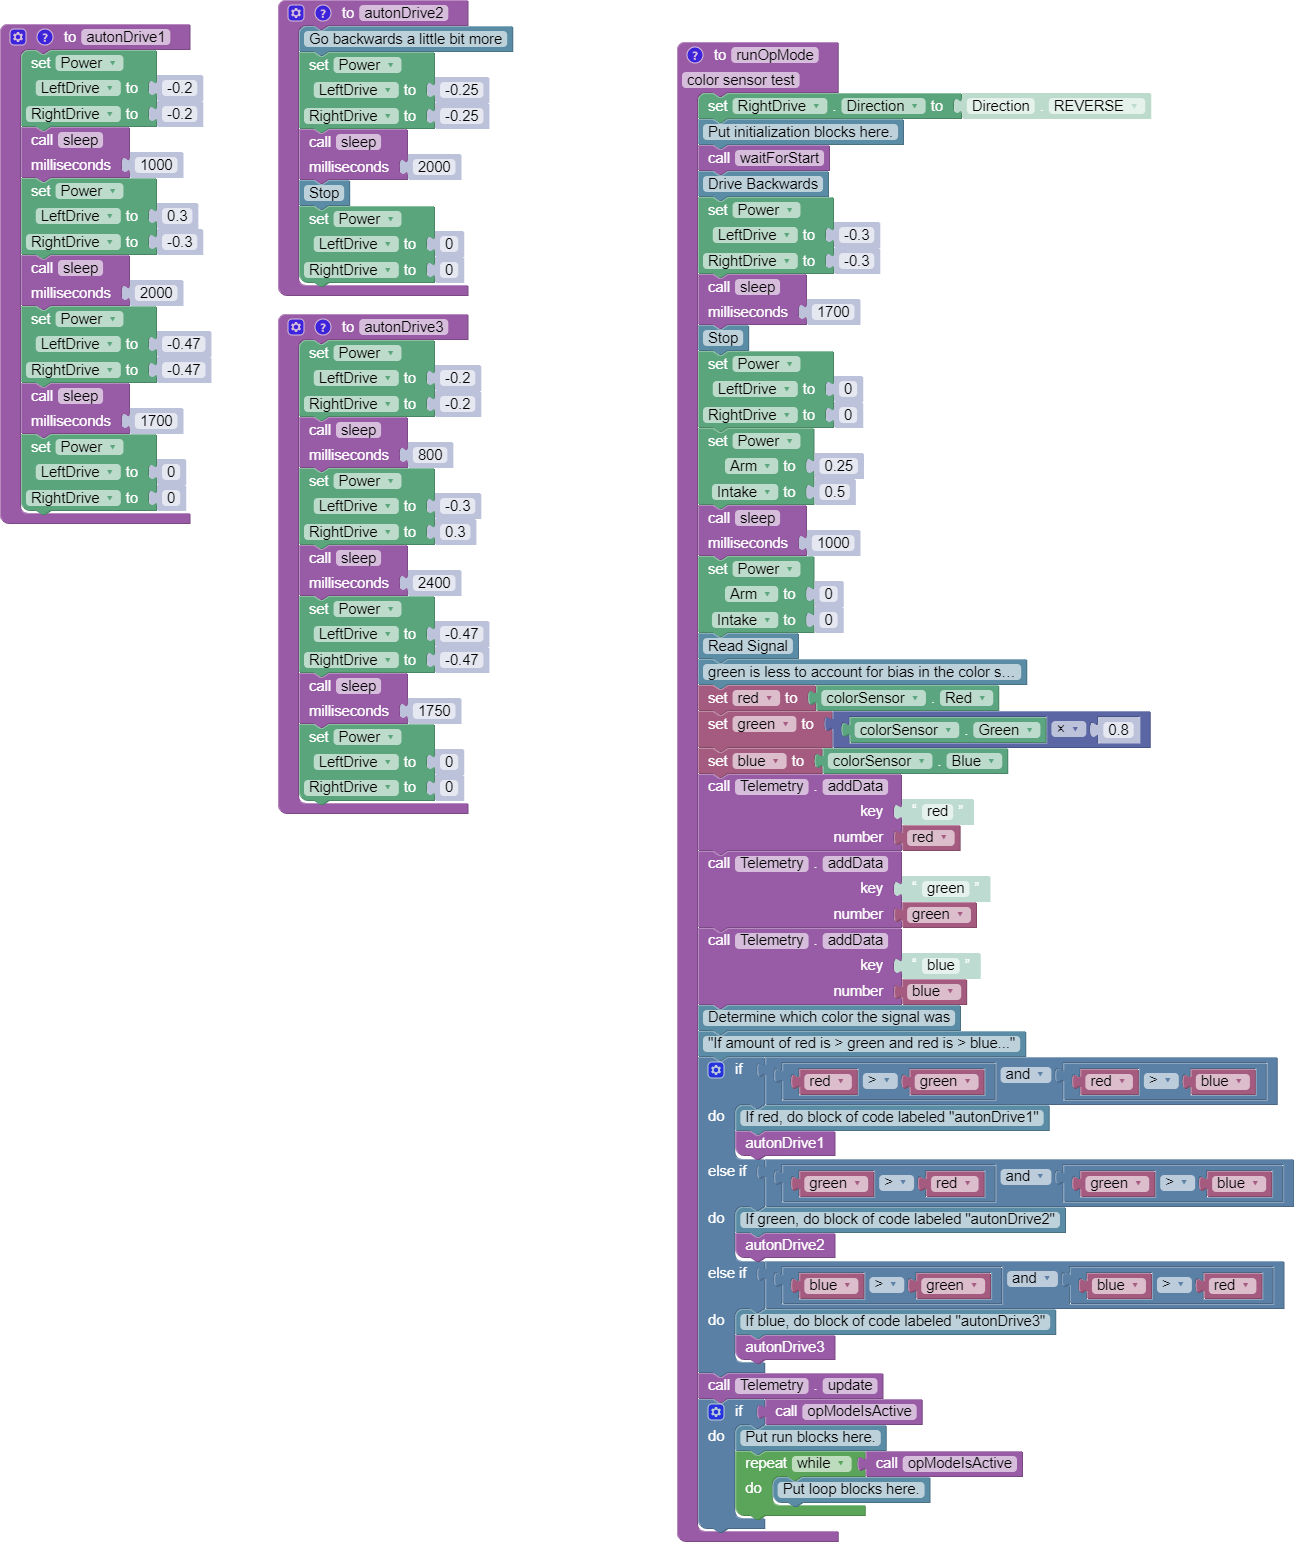 to autonDrive1
set Power
LeftDrive to -0.2
RightDrive to -0.2
call sleep
milliseconds 1000
set Power
LeftDrive to 0.3
RightDrive to -0.3
call sleep
milliseconds 2000
set Power
LeftDrive to -0.47
RightDrive to -0.47
call sleep
milliseconds 1700
set Power
LeftDrive to 0
RightDrive to 0
to autonDrive2
Go backwards a little bit more
set Power
LeftDrive to -0.25
RightDrive to -0.25
call sleep
milliseconds 2000
Stop
set Power
LeftDrive to 0
RightDrive to 0
to autonDrive3
set Power
LeftDrive to -0.2
RightDrive to -0.2
call sleep
milliseconds 800
set Power
LeftDrive to -0.3
RightDrive to 0.3
call sleep
milliseconds 2400
set Power
LeftDrive to -0.47
RightDrive to -0.47
call sleep
milliseconds 1750
set Power
LeftDrive to 0
RightDrive to 0
? to runOpMode
color sensor test
set RightDrive . Direction to Direction . REVERSE
Put initialization blocks here.
call waitForStart
Drive Backwards
set Power
LeftDrive to -0.3
RightDrive to -0.3
call sleep
milliseconds 1700
Stop
set Power
LeftDrive to 0
RightDrive to 0
set Power
Arm to 0.25
Intake to 0.5
call sleep
milliseconds 1000
set Power
Arm to 0
Intake to 0
Read Signal
green is less to account for bias in the color s...
set red to colorSensor . Red
set green to colorSensor . Green × 0.8
set blue to colorSensor . Blue
call Telemetry . addData
key “ red ”
number red
call Telemetry . addData
key “ green ”
number green
call Telemetry . addData
key “ blue ”
number blue
Determine which color the signal was
"If amount of red is > green and red is > blue..."
if red > green and red > blue
do If red, do block of code labeled "autonDrive1"
autonDrive1
else if green > red and green > blue
do If green, do block of code labeled "autonDrive2"
autonDrive2
else if blue > green and blue > red
do If blue, do block of code labeled "autonDrive3"
autonDrive3
call Telemetry . update
if call opModeIsActive
do Put run blocks here.
repeat while call opModeIsActive
do Put loop blocks here.